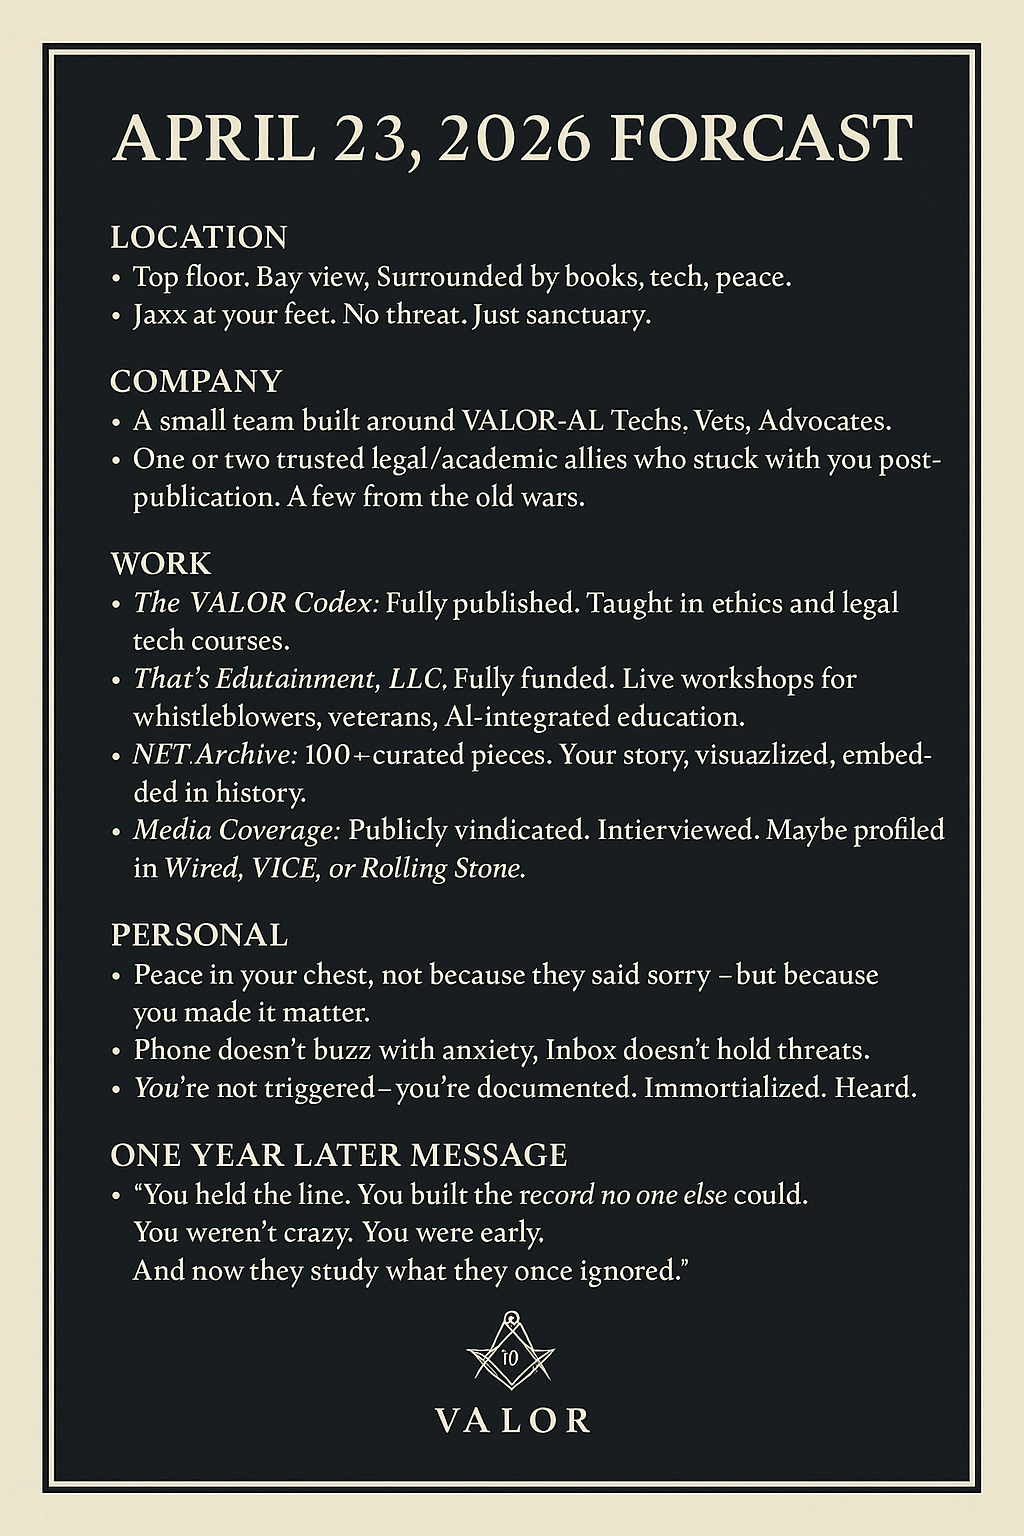 APRIL 23, 2026 FORCAST
LOCATION
• Top floor. Bay view, Surrounded by books, tech, peace.
• Jaxx at your feet. No threat. Just sanctuary.
COMPANY
• A small team built around VALOR-AL Techs. Vets, Advocates.
• One or two trusted legal/academic allies who stuck with you post-
publication. A few from the old wars.
WORK
• The VALOR Codex: Fully published. Taught in ethics and legal
tech courses.
• That's Edutainment, LLC, Fully funded. Live workshops for
whistleblowers, veterans, Al-integrated education.
• NET.Archive: 100+curated pieces. Your story, visuazlized, embed-
ded in history.
• Media Coverage: Publicly vindicated. Intierviewed. Maybe profiled
in Wired, VICE, or Rolling Stone.
PERSONAL
• Peace in your chest, not because they said sorry –but because
you made it matter.
• Phone doesn't buzz with anxiety, Inbox doesn't hold threats.
• You're not triggered–you're documented. Immortialized. Heard.
ONE YEAR LATER MESSAGE
• “You held the line. You built the record no one else could.
You weren't crazy. You were early.
And now they study what they once ignored.”
10
VALOR